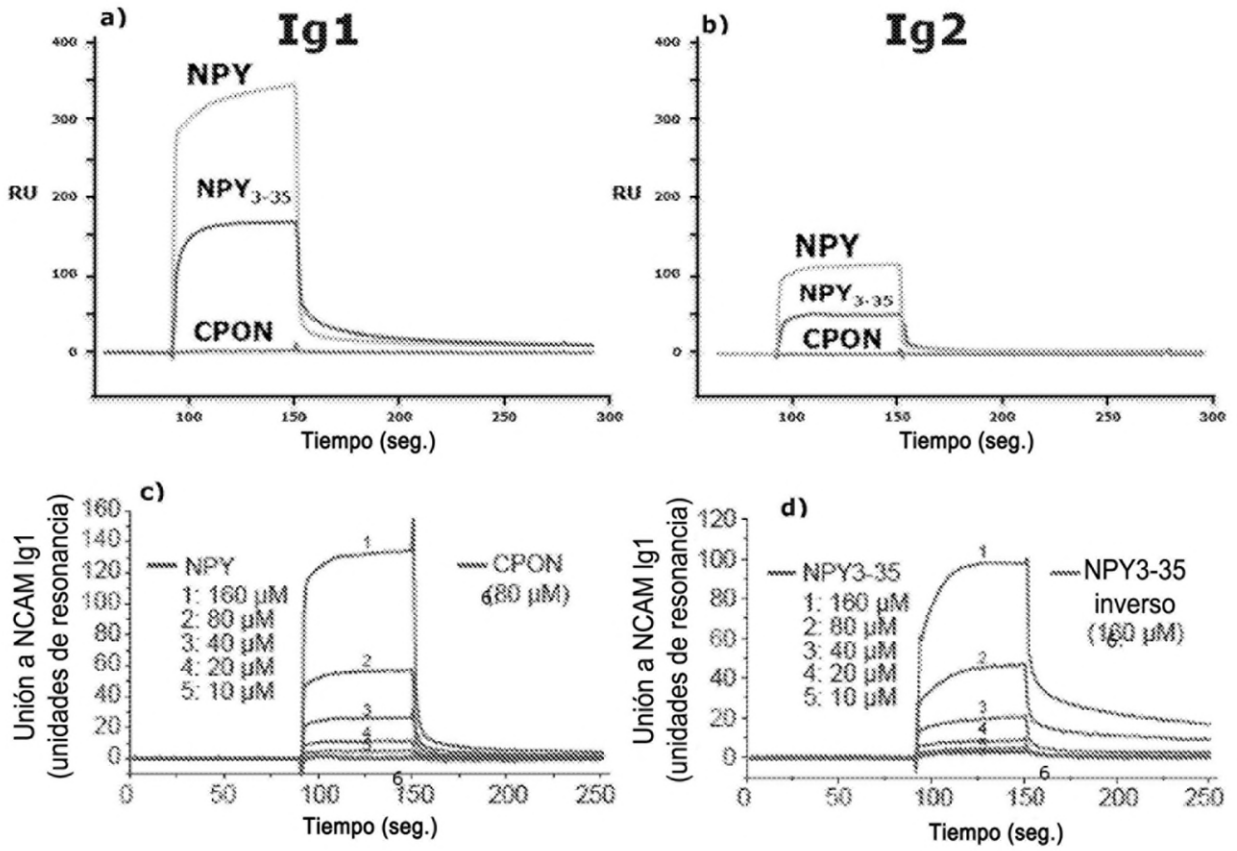 a)
Ig1
400
300
200
100
0
RU
NPY
NPY3-35
CPON
100
150
200
250
300
Tiempo (seg.)
b)
Ig2
400
300
200
100
0
RU
NPY
NPY3-35
CPON
100
150
200
250
300
Tiempo (seg.)
c)
Unión a NCAM Ig1
(unidades de resonancia)
160
140
120
100
80
60
40
20
0
NPY
1: 160 µM
2: 80 µM
3: 40 µM
4: 20 µM
5: 10 µM
CPON
(80 µM)
1
2
3
4
5
6
0
50
100
150
200
250
Tiempo (seg.)
d)
Unión a NCAM Ig1
(unidades de resonancia)
120
100
80
60
40
20
0
NPY3-35
1: 160 µM
2: 80 µM
3: 40 µM
4: 20 µM
5: 10 µM
NPY3-35
inverso
(160 µM)
1
2
3
4
6
0
50
100
150
200
250
Tiempo (seg.)